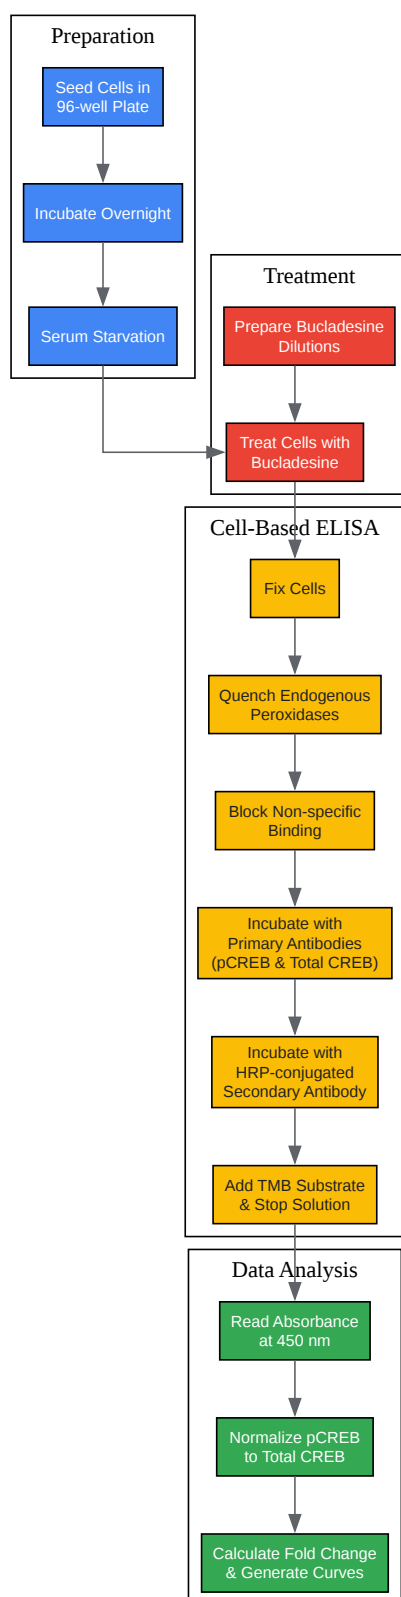 Preparation
Seed Cells in
96-well Plate
Incubate Overnight
Serum Starvation
Treatment
Prepare Bucladesine
Dilutions
Treat Cells with
Bucladesine
Cell-Based ELISA
Fix Cells
Quench Endogenous
Peroxidases
Block Non-specific
Binding
Incubate with
Primary Antibodies
(pCREB & Total CREB)
Incubate with
HRP-conjugated
Secondary Antibody
Add TMB Substrate
& Stop Solution
Data Analysis
Read Absorbance
at 450 nm
Normalize pCREB
to Total CREB
Calculate Fold Change
& Generate Curves